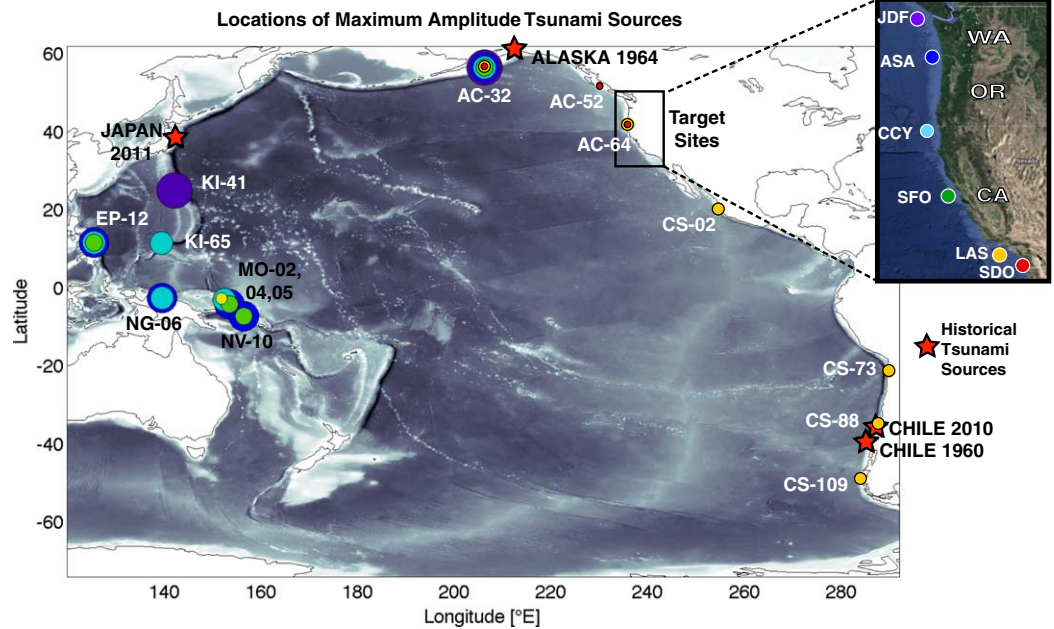 Locations of Maximum Amplitude Tsunami Sources
JDF
WA
ASA
OR
CCY
SFO
CA
LAS
SDO
60
40
20
0
-20
-40
-60
Latitude
ALASKA 1964
AC-32
AC-52
AC-64
Target
Sites
JAPAN
2011
KI-41
EP-12
KI-65
CS-02
MO-02,
04,05
NG-06
NV-10
Historical
Tsunami
Sources
CS-73
CS-88
CHILE 2010
CHILE 1960
CS-109
140
160
180
200
220
240
260
280
Longitude [°E]